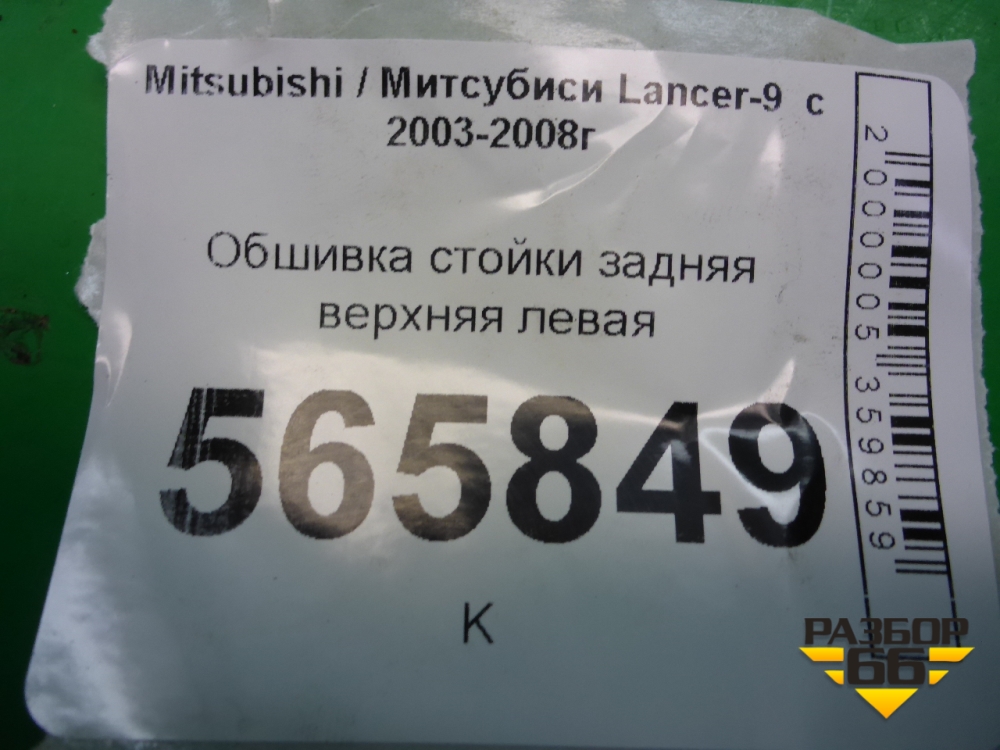 Mitsubishi / Митсубиси Lancer-9 с
2003-2008г
Обшивка стойки задняя
верхняя левая
565849
К
2000005359859
РАЗБОР
66